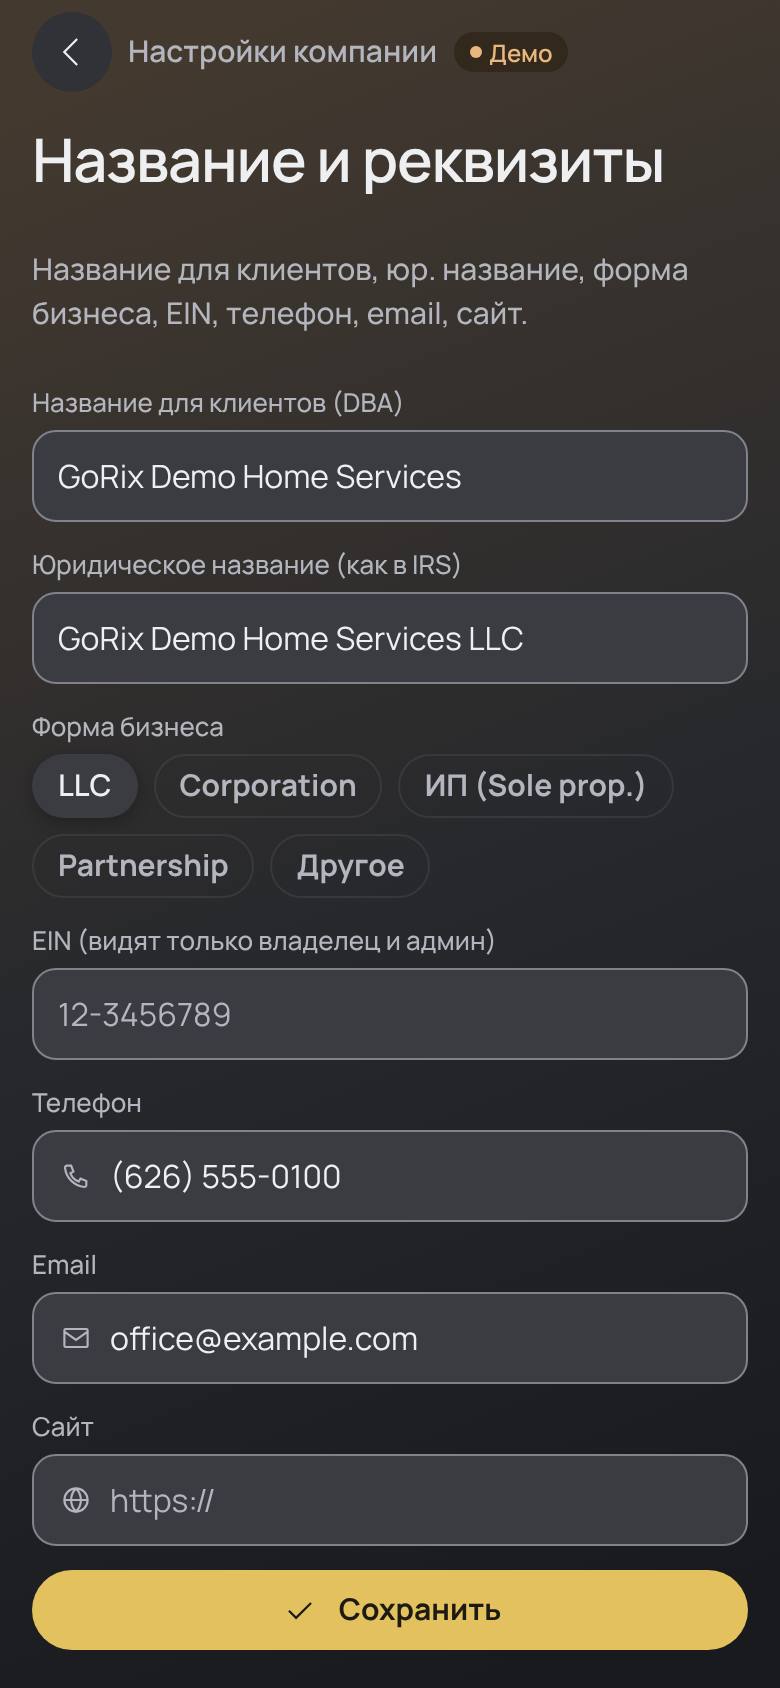 Настройки компании
Демо
Название и реквизиты
Название для клиентов, юр. название, форма
бизнеса, EIN, телефон, email, сайт.
Название для клиентов (DBA)
GoRix Demo Home Services
Юридическое название (как в IRS)
GoRix Demo Home Services LLC
Форма бизнеса
LLC Corporation ИП (Sole prop.)
Partnership Другое
EIN (видят только владелец и админ)
12-3456789
Телефон
(626) 555-0100
Email
office@example.com
Сайт
https://
Сохранить